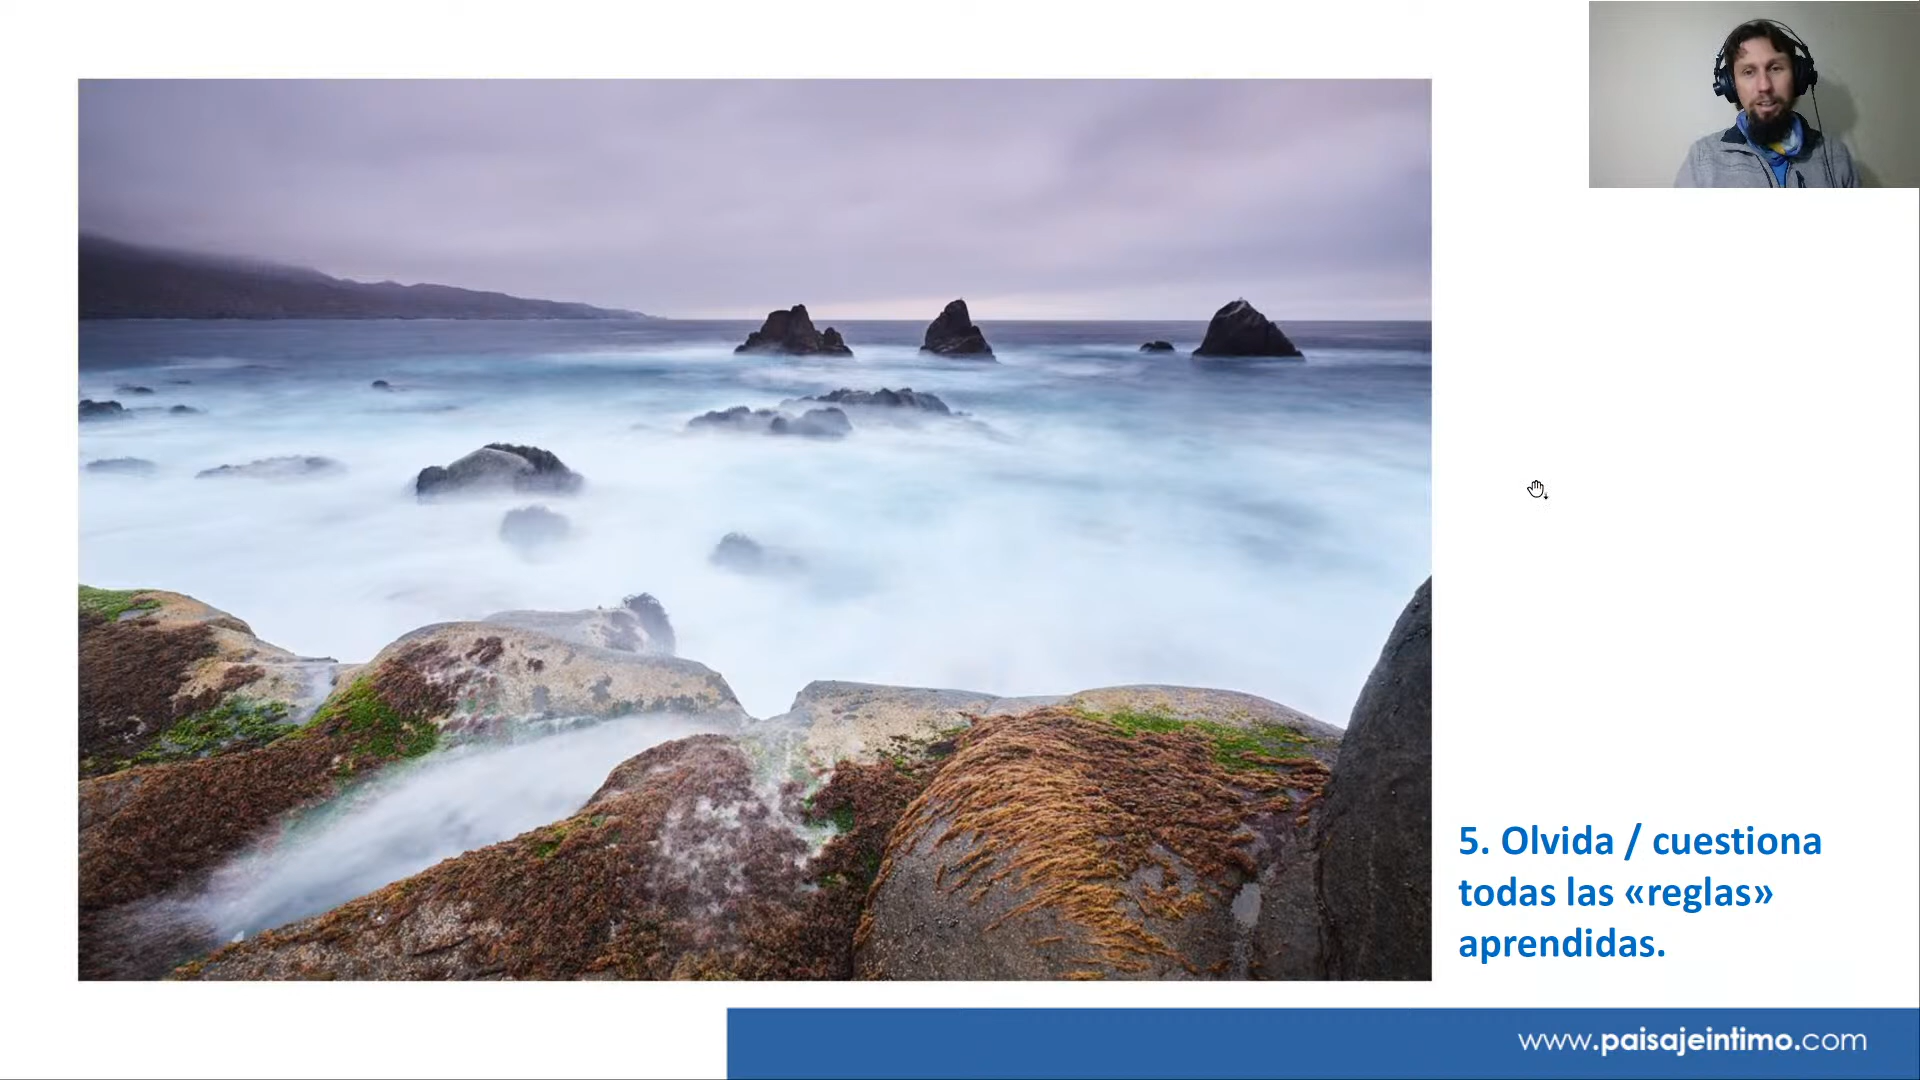 5. Olvida / cuestiona
todas las «reglas»
aprendidas.
www.paisajeintimo.com